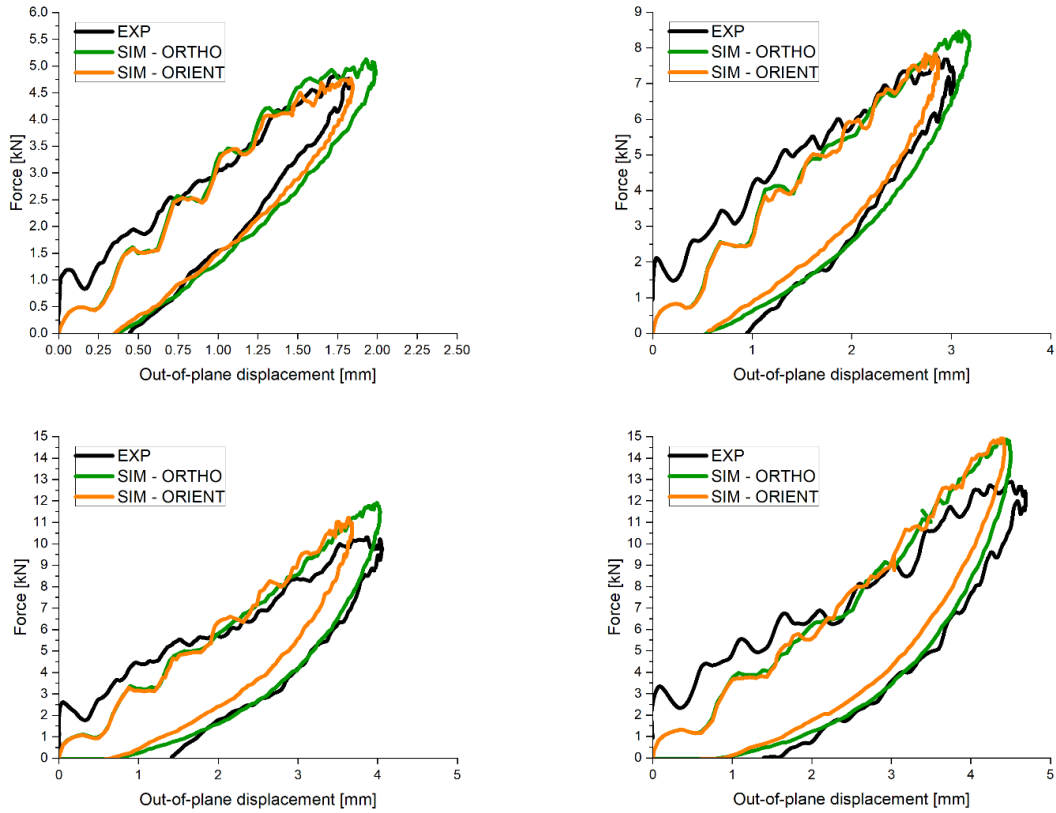 6.0
5.5
5.0
4.5
4.0
3.5
3.0
2.5
2.0
1.5
1.0
0.5
0.0
Force [kN]
EXP
SIM - ORTHO
SIM - ORIENT
0.00 0.25 0.50 0.75 1.00 1.25 1.50 1.75 2.00 2.25 2.50
Out-of-plane displacement [mm]
9
8
7
6
5
4
3
2
1
0
Force [kN]
EXP
SIM - ORTHO
SIM - ORIENT
0 1 2 3 4
Out-of-plane displacement [mm]
15
14
13
12
11
10
9
8
7
6
5
4
3
2
1
0
Force [kN]
EXP
SIM - ORTHO
SIM - ORIENT
0 1 2 3 4 5
Out-of-plane displacement [mm]
15
14
13
12
11
10
9
8
7
6
5
4
3
2
1
0
Force [kN]
EXP
SIM - ORTHO
SIM - ORIENT
0 1 2 3 4 5
Out-of-plane displacement [mm]